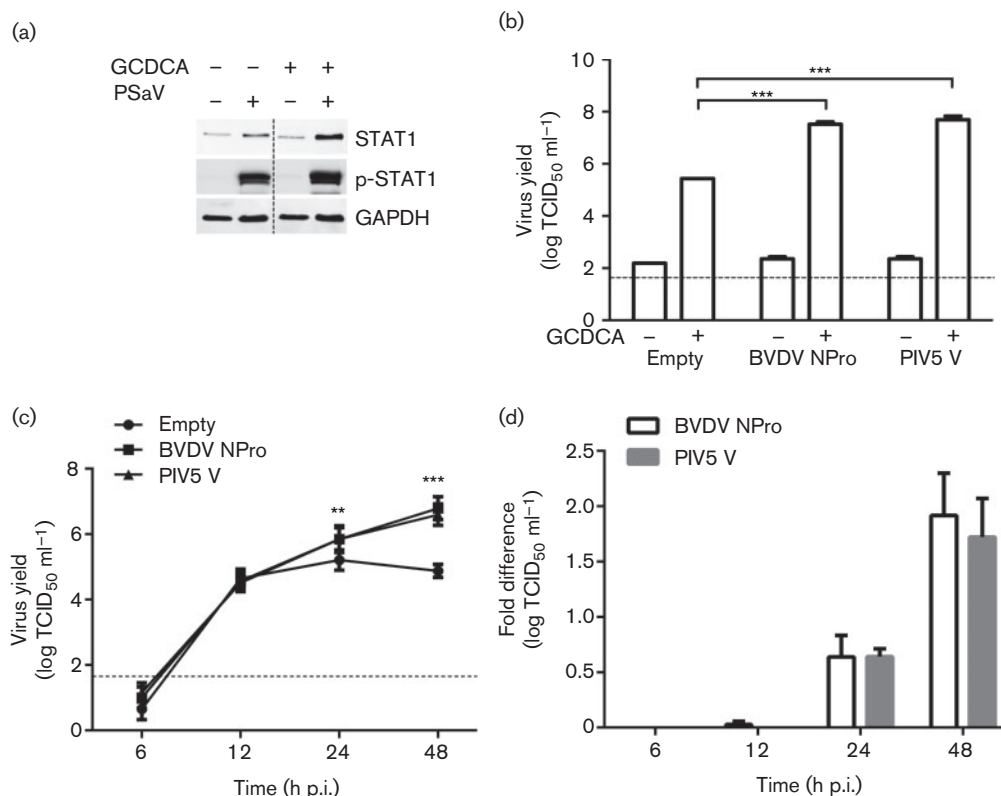 (a)
GCDCA – – + +
PSaV – + – +
STAT1
p-STAT1
GAPDH
(b)
Virus yield
(log TCID₅₀ ml⁻¹)
10
8
6
4
2
0
***
***
GCDCA – + – + – +
Empty BVDV NPro PIV5 V
(c)
Empty
BVDV NPro
PIV5 V
Virus yield
(log TCID₅₀ ml⁻¹)
8
6
4
2
0
**
***
6 12 24 48
Time (h p.i.)
(d)
BVDV NPro
PIV5 V
Fold difference
(log TCID₅₀ ml⁻¹)
2.5
2.0
1.5
1.0
0.5
0
6 12 24 48
Time (h p.i.)